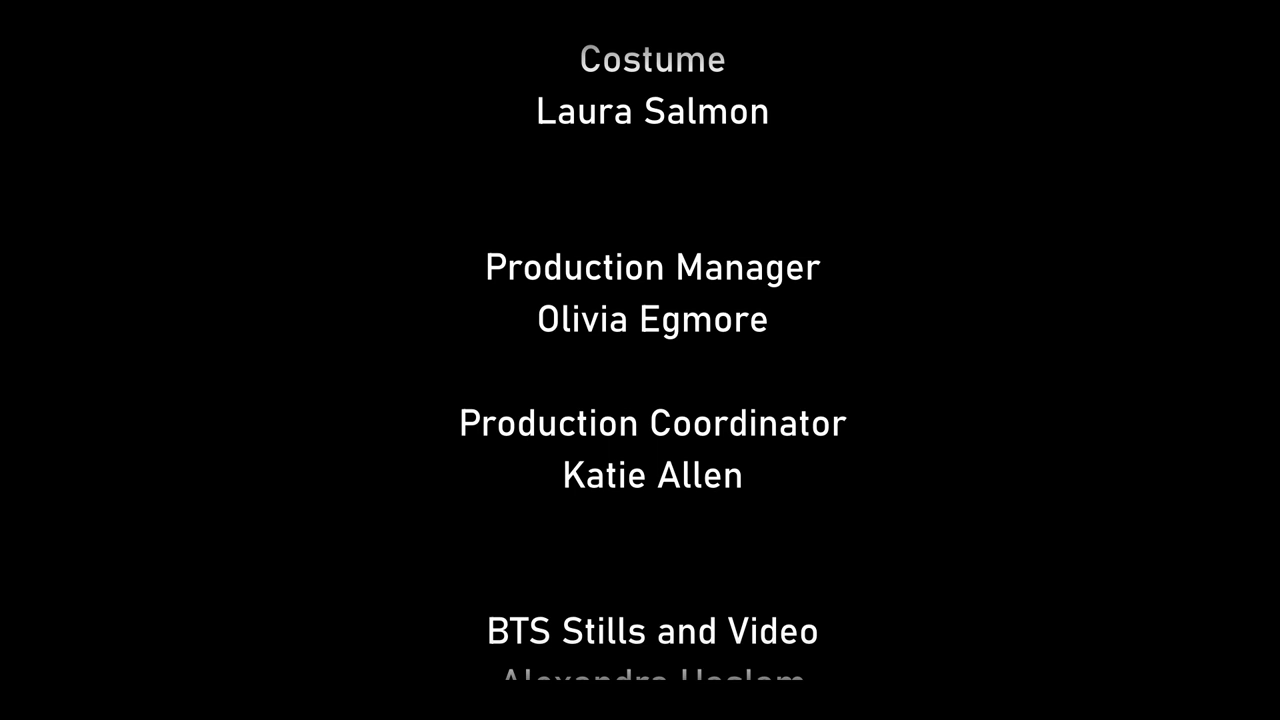 Costume
Laura Salmon
Production Manager
Olivia Egmore
Production Coordinator
Katie Allen
BTS Stills and Video